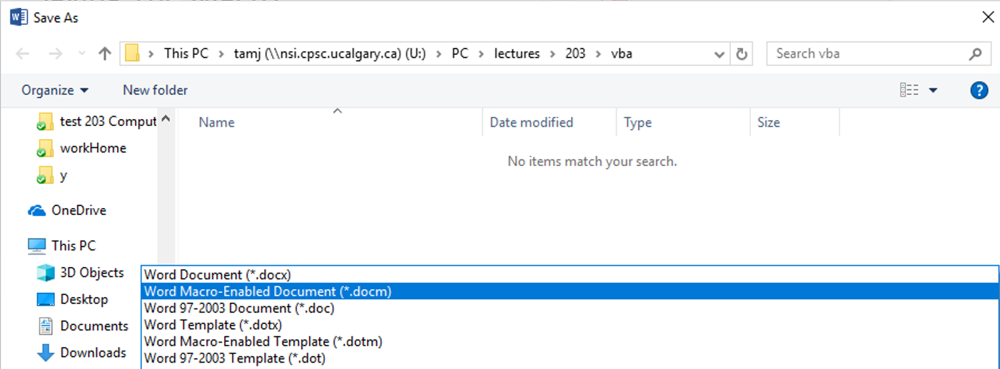 Save As
This PC > tamj (\\nsi.cpsc.ucalgary.ca) (U:) > PC > lectures > 203 > vba
Search vba
Organize
New folder
?
test 203 Comput
workHome
y
OneDrive
This PC
3D Objects
Desktop
Documents
Downloads
Name
Date modified
Type
Size
No items match your search.
Word Document (*.docx)
Word Macro-Enabled Document (*.docm)
Word 97-2003 Document (*.doc)
Word Template (*.dotx)
Word Macro-Enabled Template (*.dotm)
Word 97-2003 Template (*.dot)